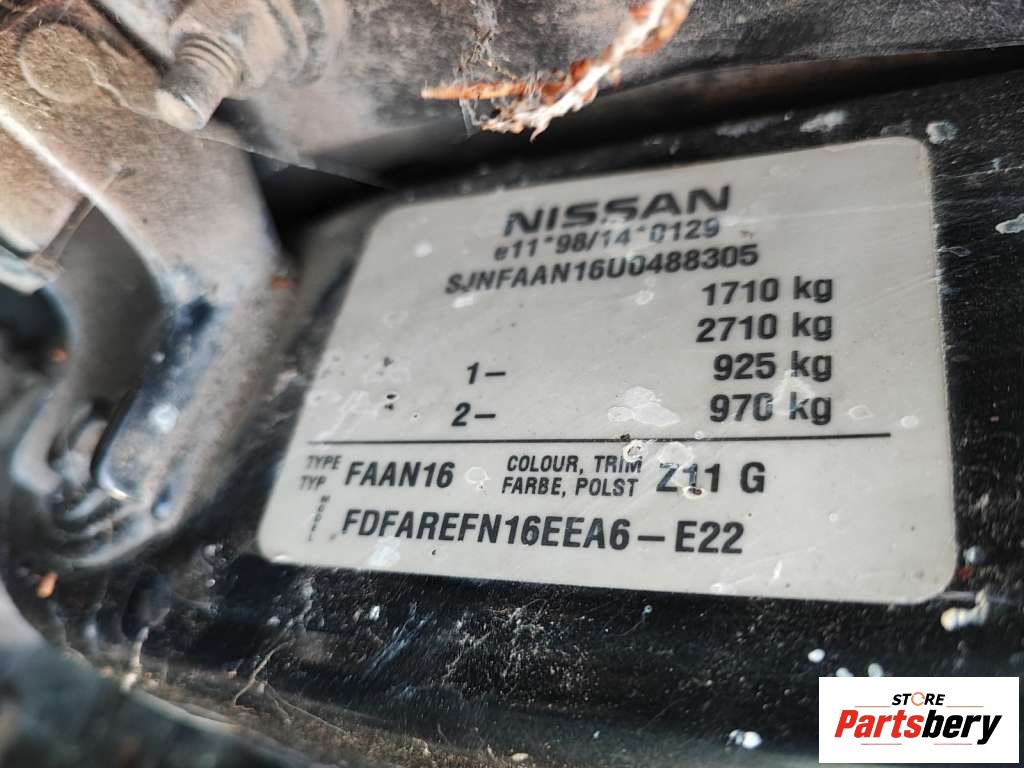 NISSAN
e11*98/14*0129
SJNFAAN16U0488305
1710 kg
2710 kg
1- 925 kg
2- 970 kg
TYPE FAAN16 COLOUR, TRIM Z11 G
TYP FARBE, POLST
MODEL FDFAREFN16EEA6-E22
STORE
Partsbery